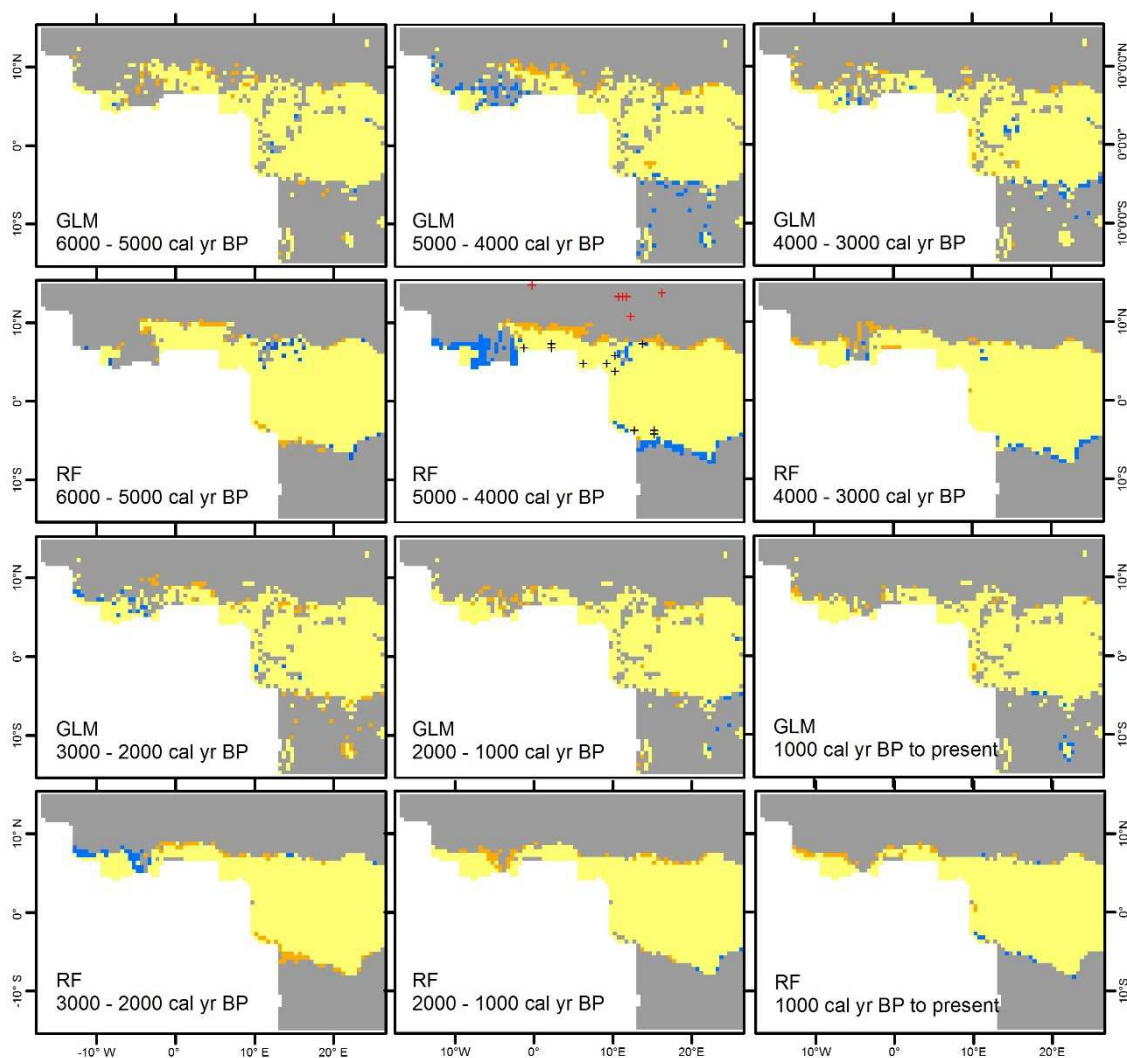 10°N
0°
10°S
GLM
6000 - 5000 cal yr BP
GLM
5000 - 4000 cal yr BP
GLM
4000 - 3000 cal yr BP
10°0'0"N
0°0'0"
10°0'0"S
10°N
0°
10°S
RF
6000 - 5000 cal yr BP
RF
5000 - 4000 cal yr BP
RF
4000 - 3000 cal yr BP
10°N
0°
10°S
10°N
0°
10°S
GLM
3000 - 2000 cal yr BP
GLM
2000 - 1000 cal yr BP
GLM
1000 cal yr BP to present
10°N
0°
10°S
10°N
0°
-10° S
RF
3000 - 2000 cal yr BP
RF
2000 - 1000 cal yr BP
RF
1000 cal yr BP to present
10°N
0°
10°S
-10° W 0° 20° E
10°W 0° 10°E 20°E
10°W 0° 10°E 20°E